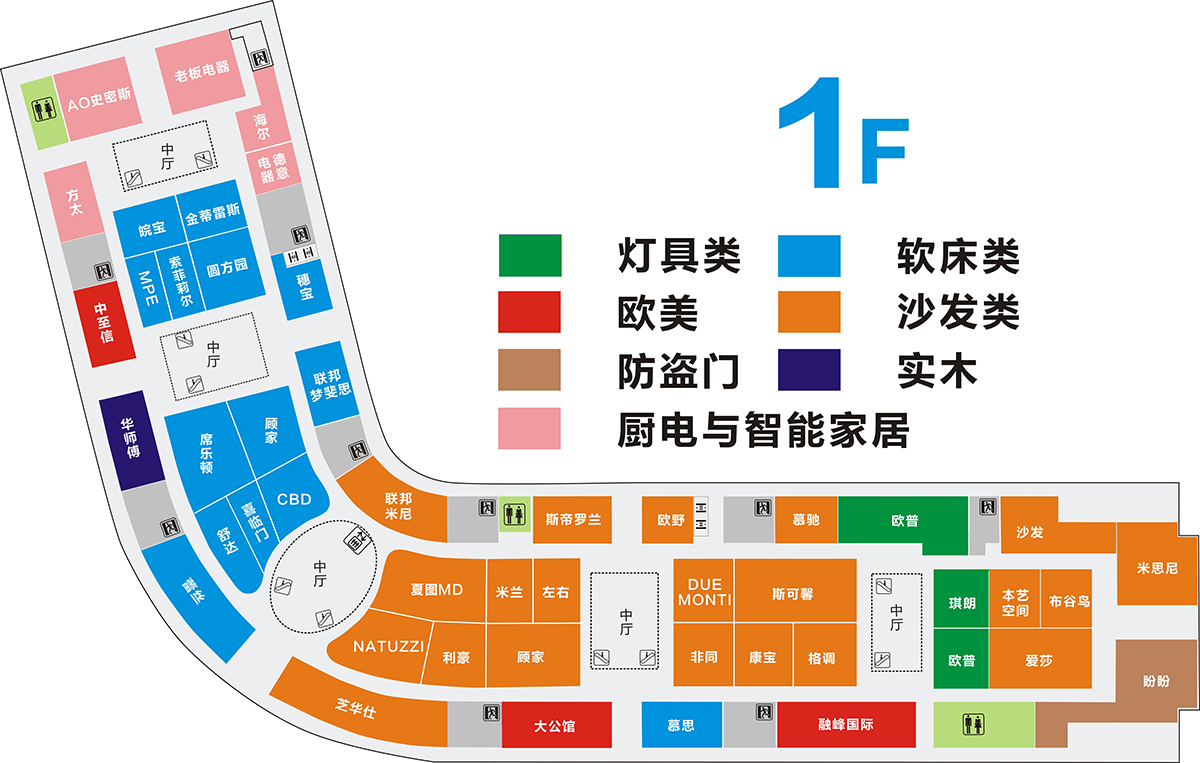 1F
灯具类
软床类
欧美
沙发类
防盗门
实木
厨电与智能家居
AO史密斯
老板电器
海尔
中厅
德意
电器
方太
皖宝
金蒂雷斯
MPE
索菲莉尔
圆方园
穗宝
中至信
中厅
联邦
梦斐思
华师傅
席乐顿
顾家
CBD
喜临门
舒达
中厅
联邦
米尼
斯帝罗兰
欧野
慕驰
欧普
沙发
米思尼
夏图MD
米兰
左右
NATUZZI
利豪
顾家
中厅
DUE
MONTI
斯可馨
非同
康宝
格调
中厅
琪朗
本艺
空间
布谷鸟
欧普
爱莎
盼盼
芝华仕
大公馆
慕思
融峰国际